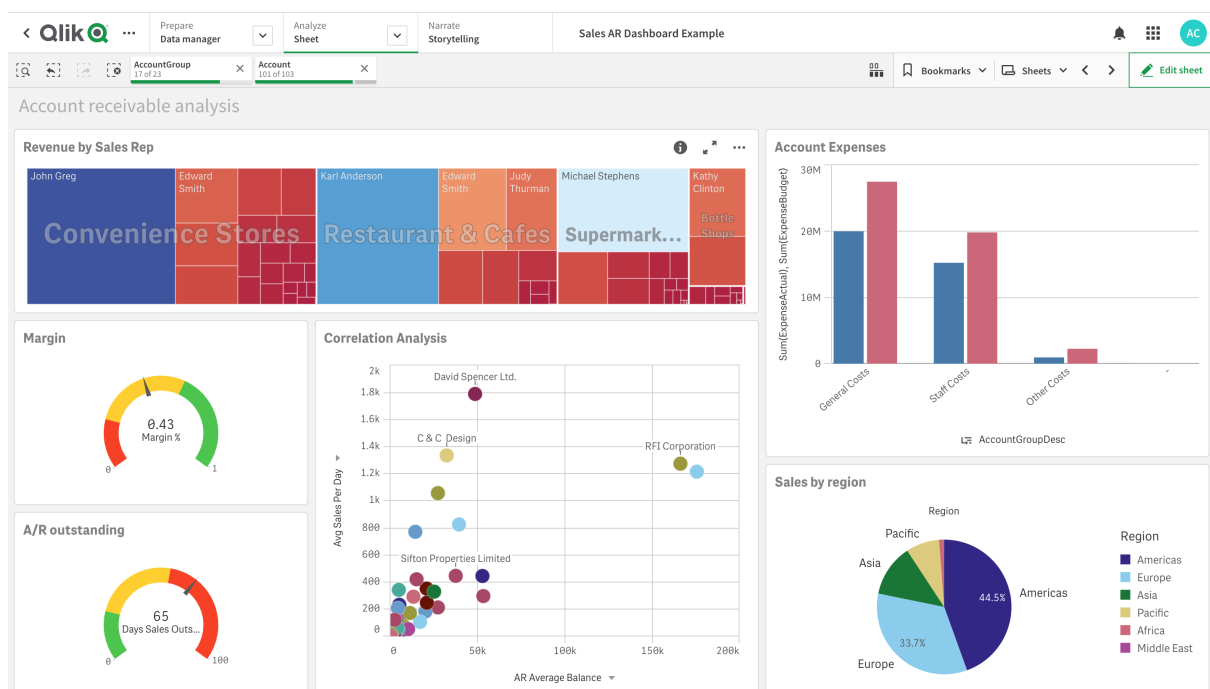 Qlik
Prepare
Data manager
Analyze
Sheet
Narrate
Storytelling
Sales AR Dashboard Example
AC
AccountGroup
17 of 23
Account
101 of 103
Bookmarks
Sheets
Edit sheet
Account receivable analysis
Revenue by Sales Rep
John Greg
Edward
Smith
Karl Anderson
Edward
Smith
Judy
Thurman
Michael Stephens
Kathy
Clinton
Convenience Stores
Restaurant & Cafes
Supermark...
Bottle
Shops
Account Expenses
Sum(ExpenseActual), Sum(ExpenseBudget)
30M
20M
10M
0
General Costs
Staff Costs
Other Costs
-
AccountGroupDesc
Margin
0.43
Margin %
0
1
A/R outstanding
65
Days Sales Outs...
0
100
Correlation Analysis
Avg Sales Per Day
2k
1.8k
1.6k
1.4k
1.2k
1k
800
600
400
200
0
David Spencer Ltd.
C & C Design
RFI Corporation
Sifton Properties Limited
0
50k
100k
150k
200k
AR Average Balance
Sales by region
Region
Pacific
Asia
Americas
Europe
44.5%
33.7%
Region
Americas
Europe
Asia
Pacific
Africa
Middle East